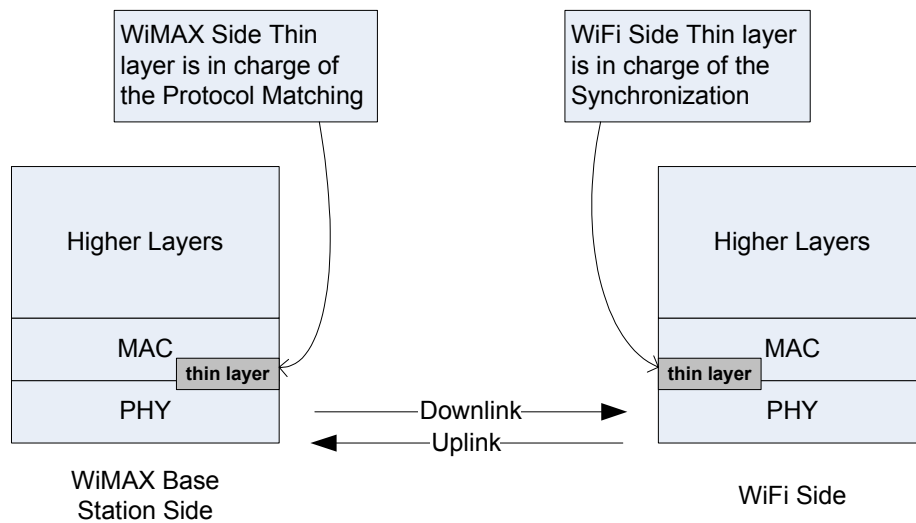 WiMAX Side Thin
layer is in charge of
the Protocol Matching
WiFi Side Thin layer
is in charge of the
Synchronization
Higher Layers
MAC
thin layer
PHY
Higher Layers
MAC
thin layer
PHY
Downlink
Uplink
WiMAX Base
Station Side
WiFi Side